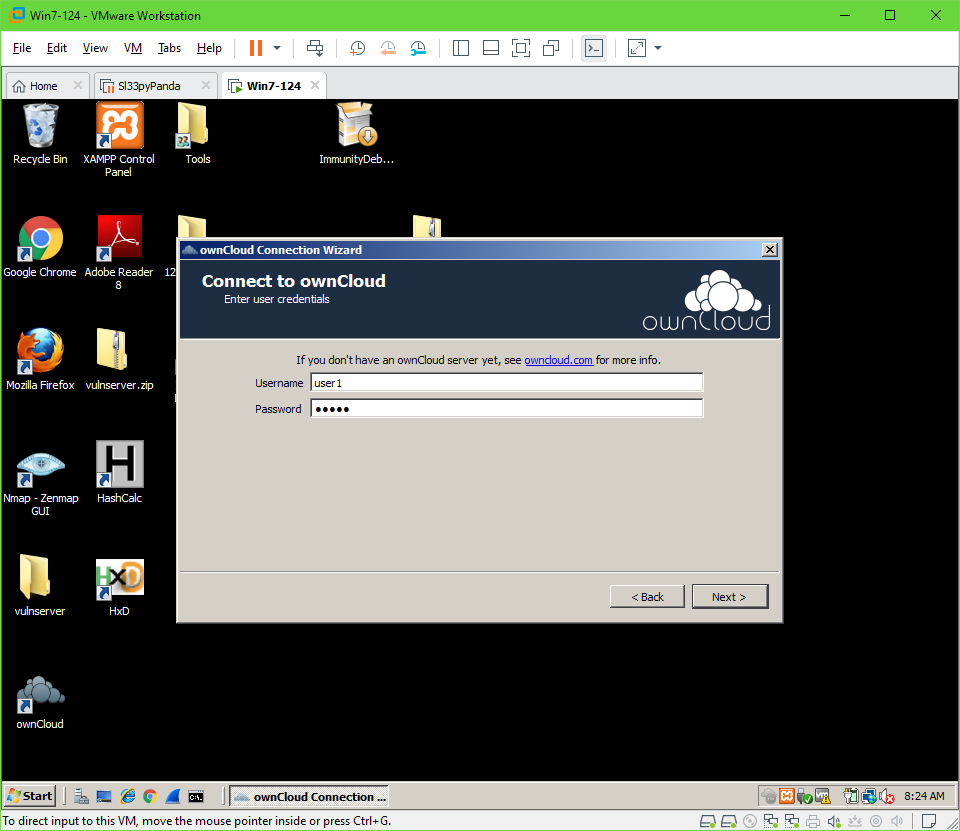 Win7-124 - VMware Workstation
File Edit View VM Tabs Help
Home Sl33pyPanda Win7-124
Recycle Bin
XAMPP Control
Panel
Tools
ImmunityDeb...
Google Chrome
Adobe Reader
8
12
ownCloud Connection Wizard
Connect to ownCloud
Enter user credentials
ownCloud
If you don't have an ownCloud server yet, see owncloud.com for more info.
Username user1
Password •••••
< Back Next >
Mozilla Firefox
vulnserver.zip
Nmap - Zenmap
GUI
HashCalc
vulnserver
HxD
ownCloud
Start ownCloud Connection ... 8:24 AM
To direct input to this VM, move the mouse pointer inside or press Ctrl+G.